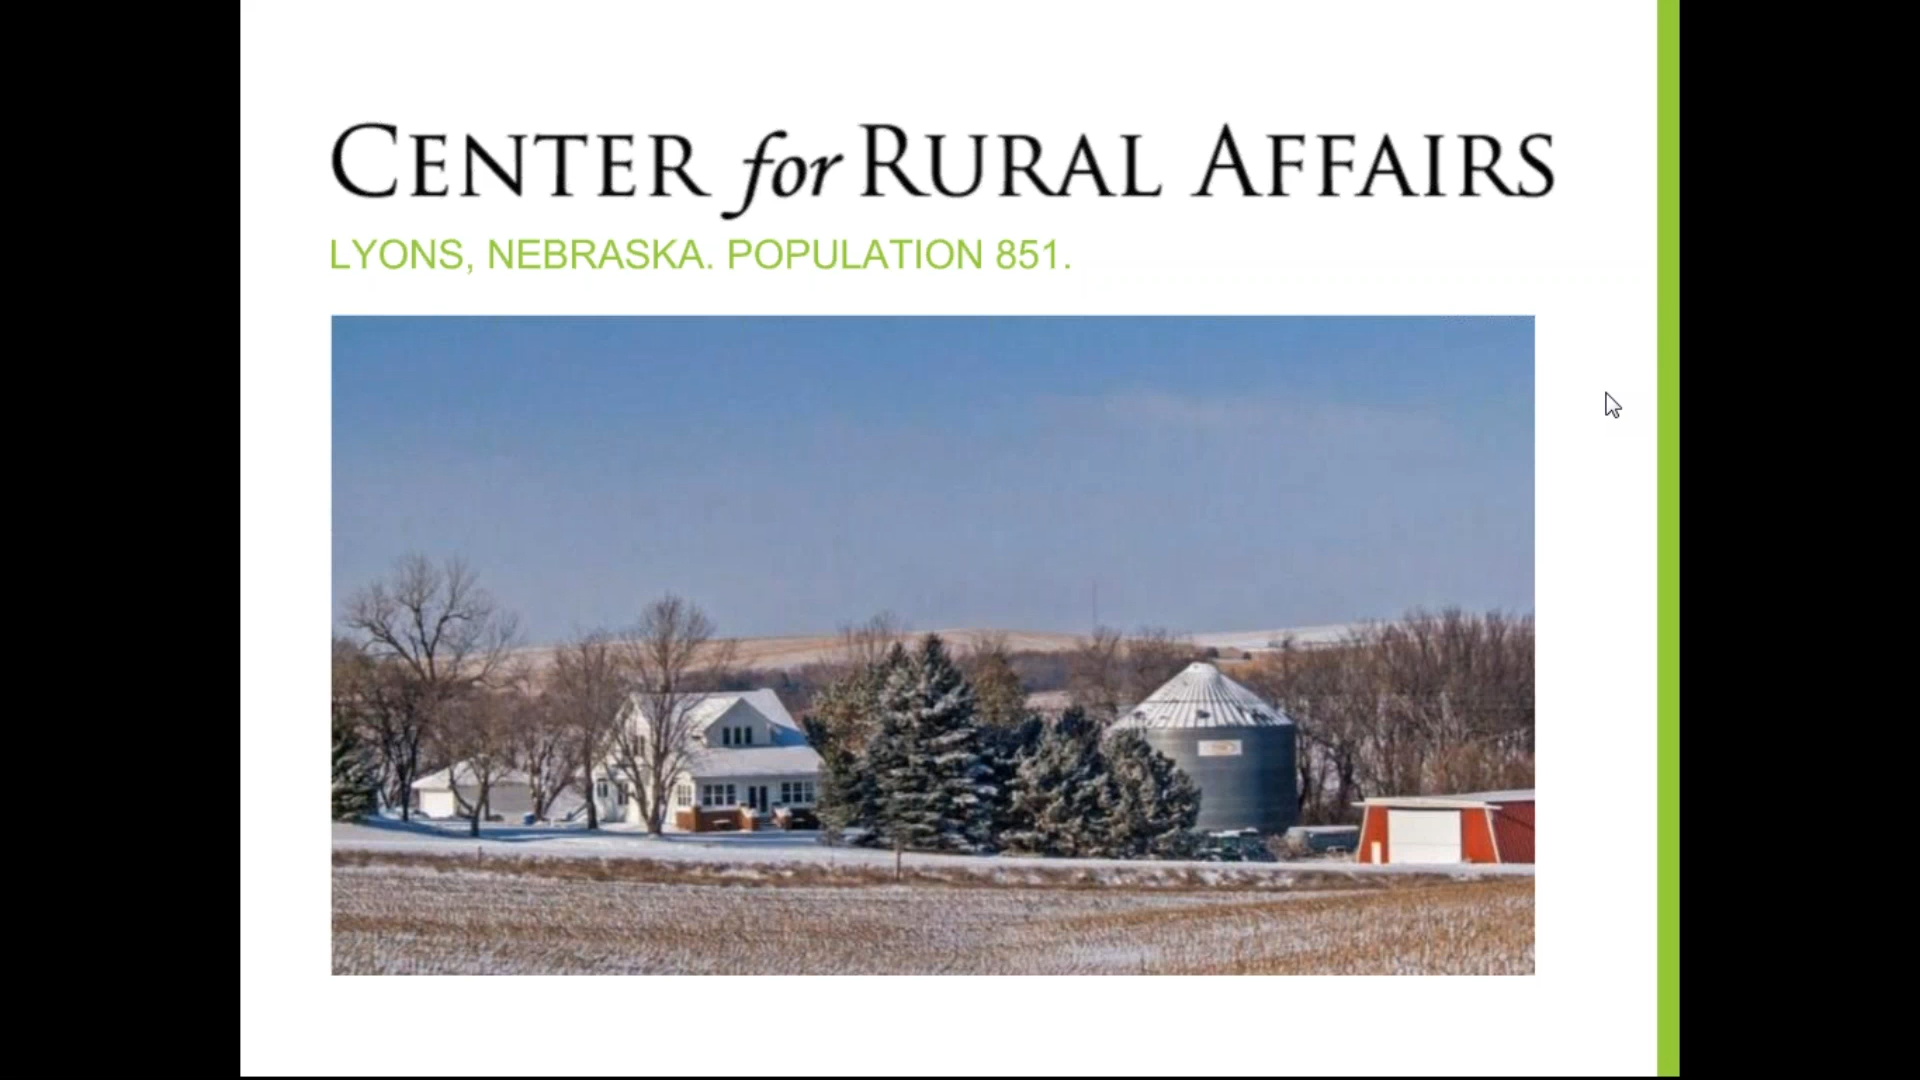 CENTER for RURAL AFFAIRS
LYONS, NEBRASKA. POPULATION 851.